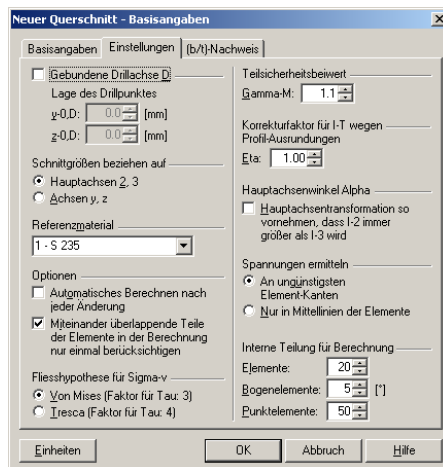 Neuer Querschnitt - Basisangaben
Basisangaben
Einstellungen
(b/t)-Nachweis
Gebundene Drillachse D
Lage des Drillpunktes
y-0,D: 0.0 [mm]
z-0,D: 0.0 [mm]
Schnittgrößen beziehen auf
Hauptachsen 2, 3
Achsen y, z
Referenzmaterial
1 - S 235
Optionen
Automatisches Berechnen nach
jeder Änderung
Miteinander überlappende Teile
der Elemente in der Berechnung
nur einmal berücksichtigen
Fliesshypothese für Sigma-v
Von Mises (Faktor für Tau: 3)
Tresca (Faktor für Tau: 4)
Teilsicherheitsbeiwert
Gamma-M: 1.1
Korrekturfaktor für I-T wegen
Profil-Ausrundungen
Eta: 1.00
Hauptachsenwinkel Alpha
Hauptachsentransformation so
vornehmen, dass I-2 immer
größer als I-3 wird
Spannungen ermitteln
An ungünstigsten
Element-Kanten
Nur in Mittellinien der Elemente
Interne Teilung für Berechnung
Elemente: 20
Bogenelemente: 5 [°]
Punktelemente: 50
Einheiten
OK
Abbruch
Hilfe